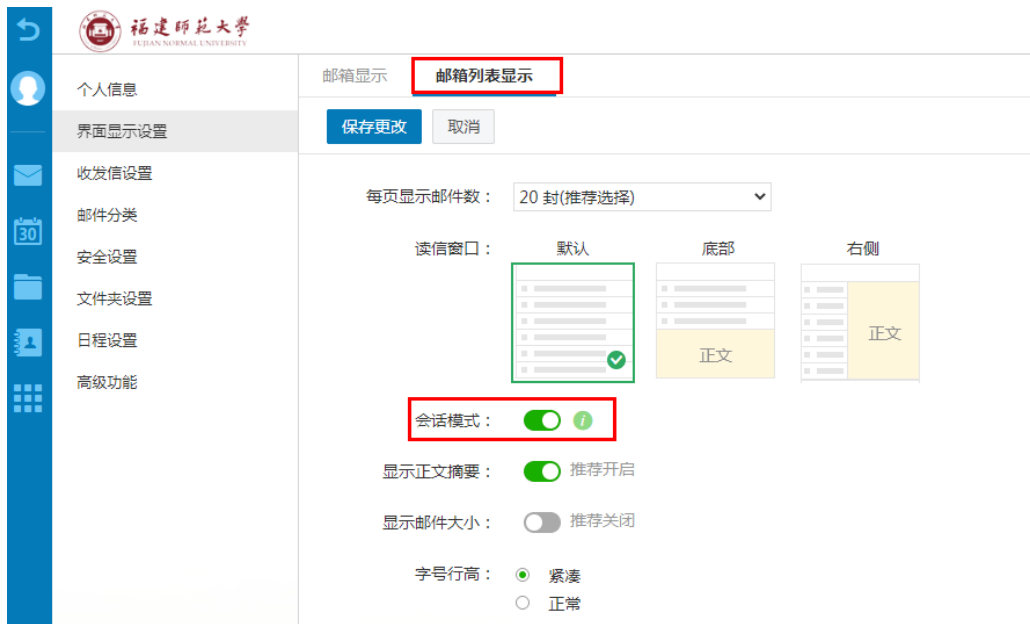 福建师范大学
FUJIAN NORMAL UNIVERSITY
邮箱显示 邮箱列表显示
保存更改 取消
个人信息
界面显示设置
收发信设置
邮件分类
安全设置
文件夹设置
日程设置
高级功能
30
每页显示邮件数： 20 封(推荐选择)
读信窗口： 默认 底部 右侧
正文 正文
会话模式：
显示正文摘要： 推荐开启
显示邮件大小： 推荐关闭
字号行高： 紧凑
正常